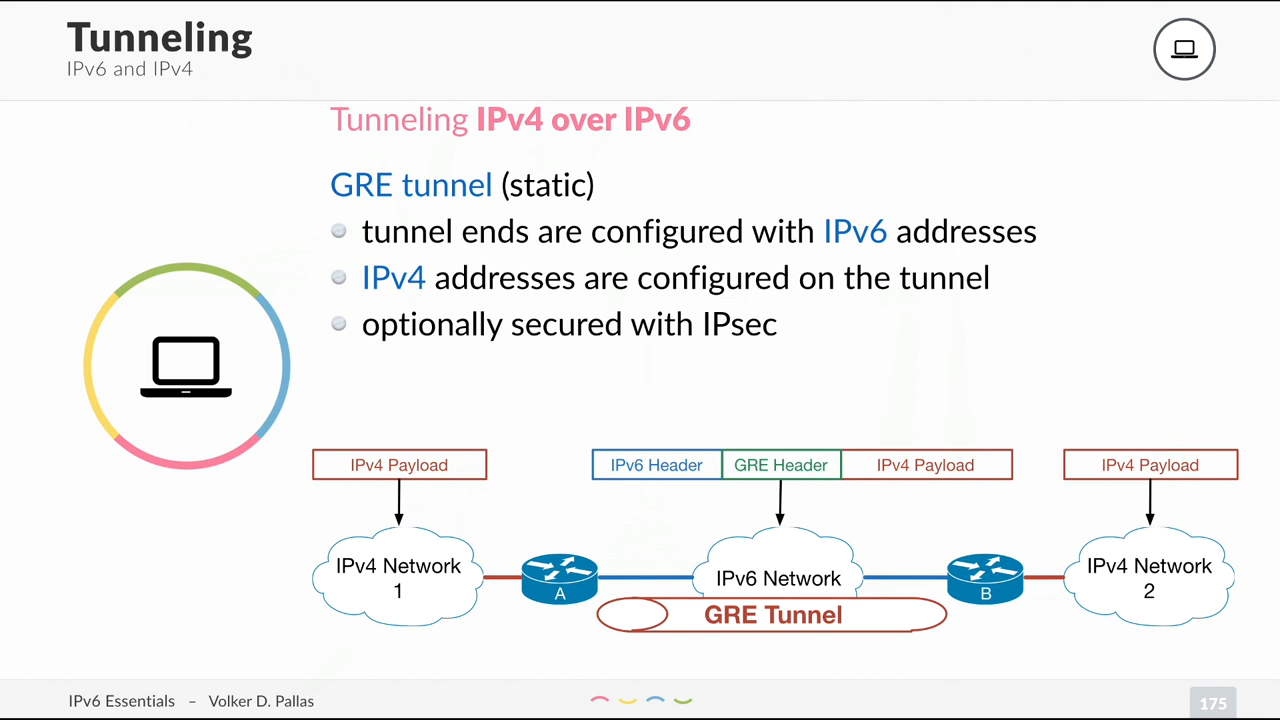 Tunneling
IPv6 and IPv4
Tunneling IPv4 over IPv6
GRE tunnel (static)
tunnel ends are configured with IPv6 addresses
IPv4 addresses are configured on the tunnel
optionally secured with IPsec
IPv4 Payload
IPv6 Header GRE Header IPv4 Payload
IPv4 Payload
IPv4 Network
1
A
IPv6 Network
GRE Tunnel
B
IPv4 Network
2
IPv6 Essentials – Volker D. Pallas
175